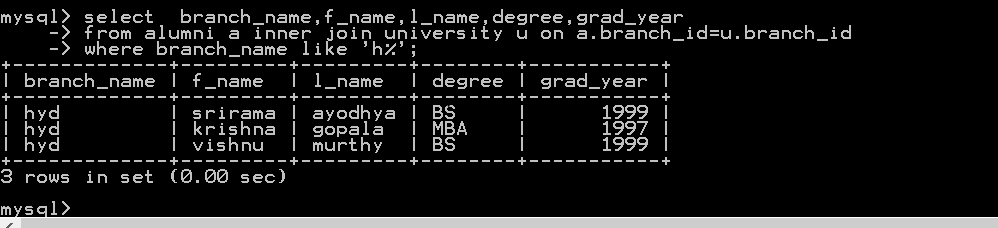 mysql> select  branch_name,f_name,l_name,degree,grad_year
    -> from alumni a inner join university u on a.branch_id=u.branch_id
    -> where branch_name like 'h%';
+-------------+---------+----------+--------+-----------+
| branch_name | f_name  | l_name   | degree | grad_year |
+-------------+---------+----------+--------+-----------+
| hyd         | srirama | ayodhya  | BS     |      1999 |
| hyd         | krishna | gopala   | MBA    |      1997 |
| hyd         | vishnu  | murthy   | BS     |      1999 |
+-------------+---------+----------+--------+-----------+
3 rows in set (0.00 sec)
mysql>